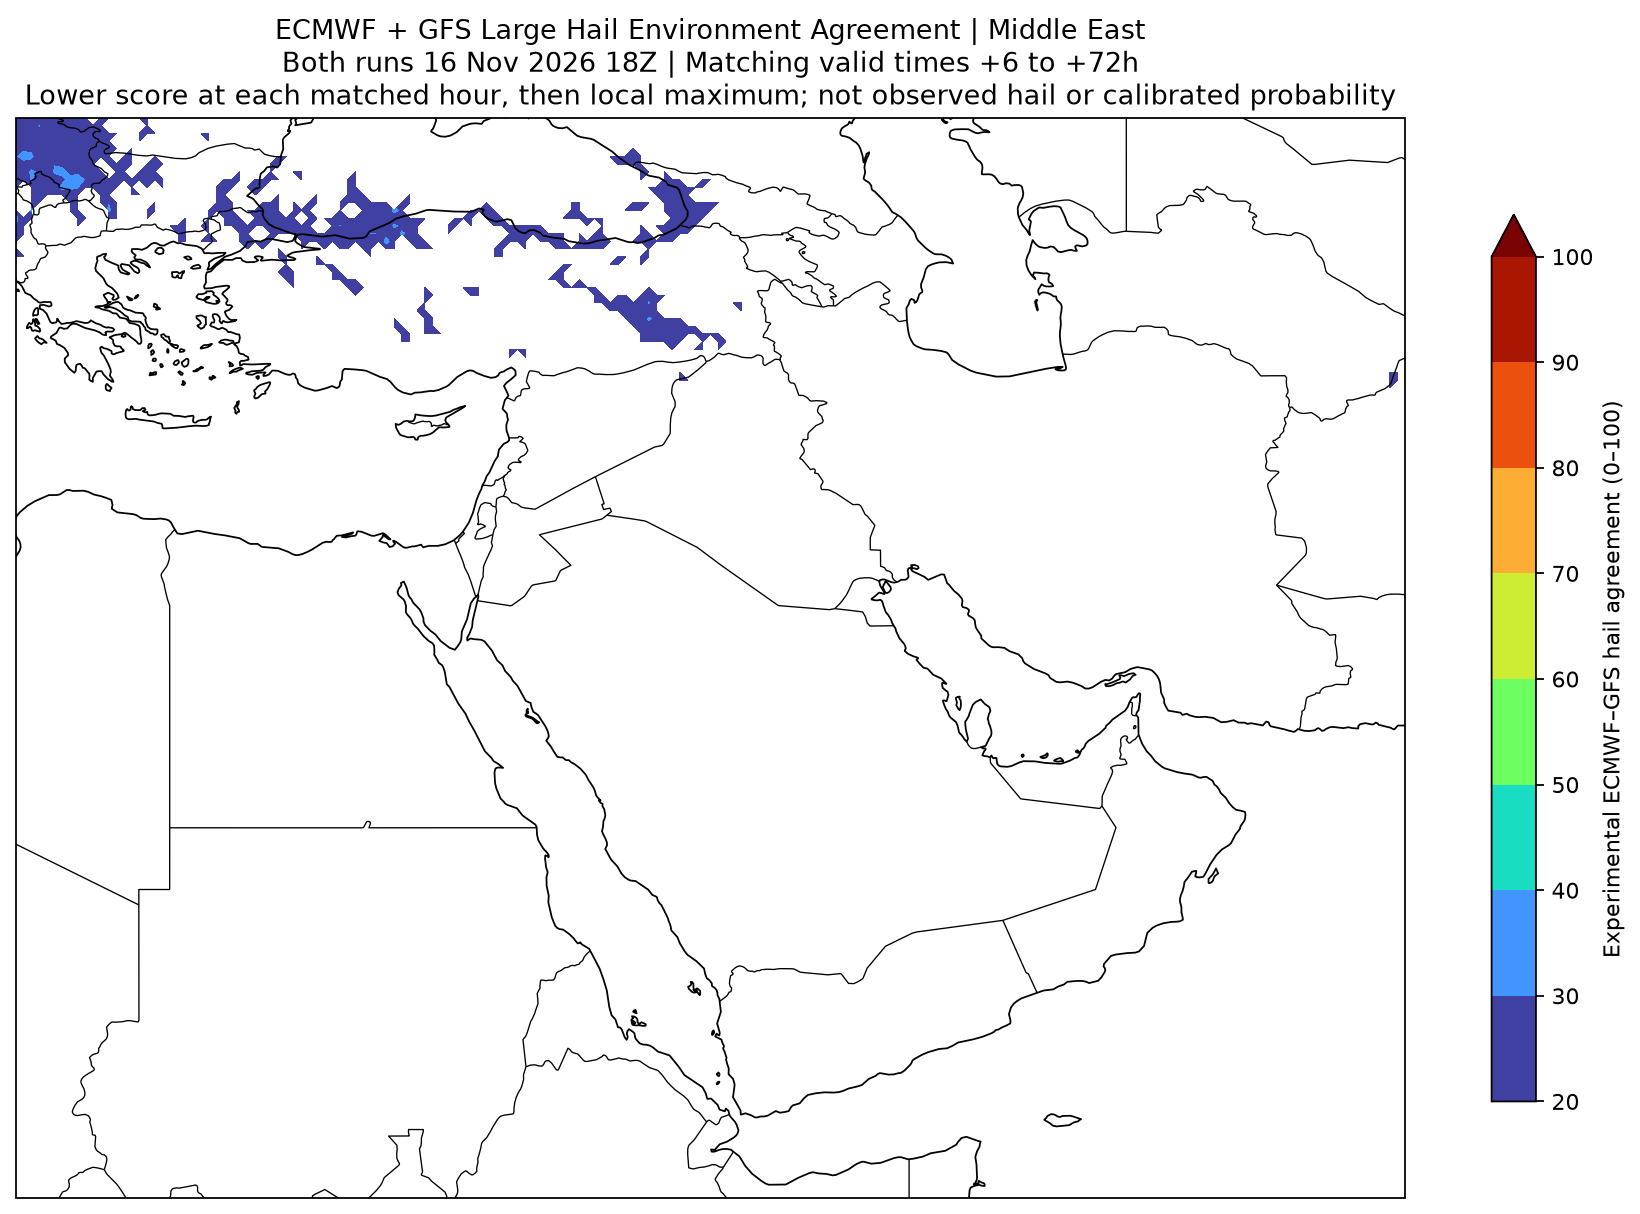 ECMWF + GFS Large Hail Environment Agreement | Middle East
Both runs 16 Nov 2026 18Z | Matching valid times +6 to +72h
Lower score at each matched hour, then local maximum; not observed hail or calibrated probability
100
90
80
70
60
50
40
30
20
Experimental ECMWF–GFS hail agreement (0–100)